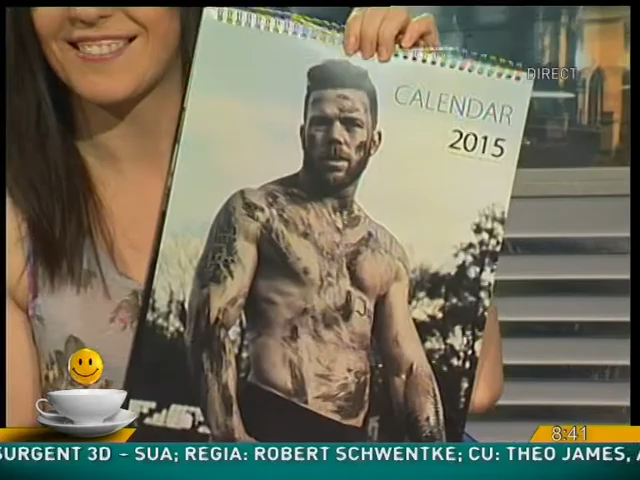 DIRECT
CALENDAR
2015
8:41
SURGENT 3D - SUA; REGIA: ROBERT SCHWENTKE; CU: THEO JAMES, A